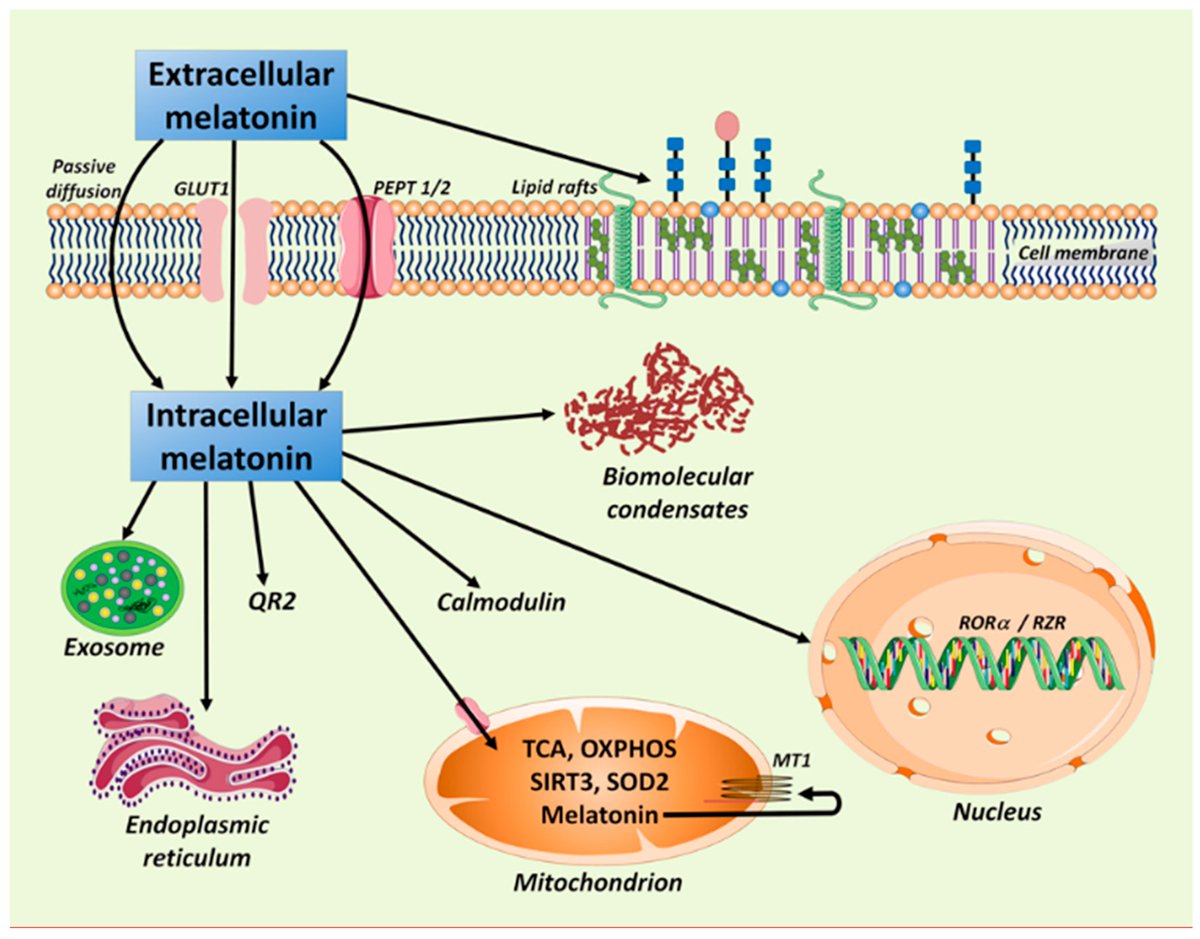 Extracellular
melatonin
Passive
diffusion
GLUT1
PEPT 1/2
Lipid rafts
Cell membrane
Intracellular
melatonin
Biomolecular
condensates
Exosome
QR2
Calmodulin
RORα / RZR
Nucleus
Endoplasmic
reticulum
TCA, OXPHOS
SIRT3, SOD2
Melatonin
MT1
Mitochondrion